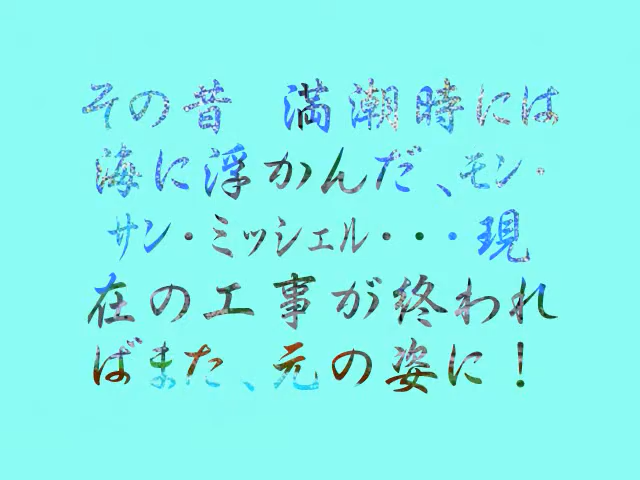 その昔　満潮時には
海に浮かんだ、モン・
サン・ミッシェル・・・現
在の工事が終われ
ばまた、元の姿に！